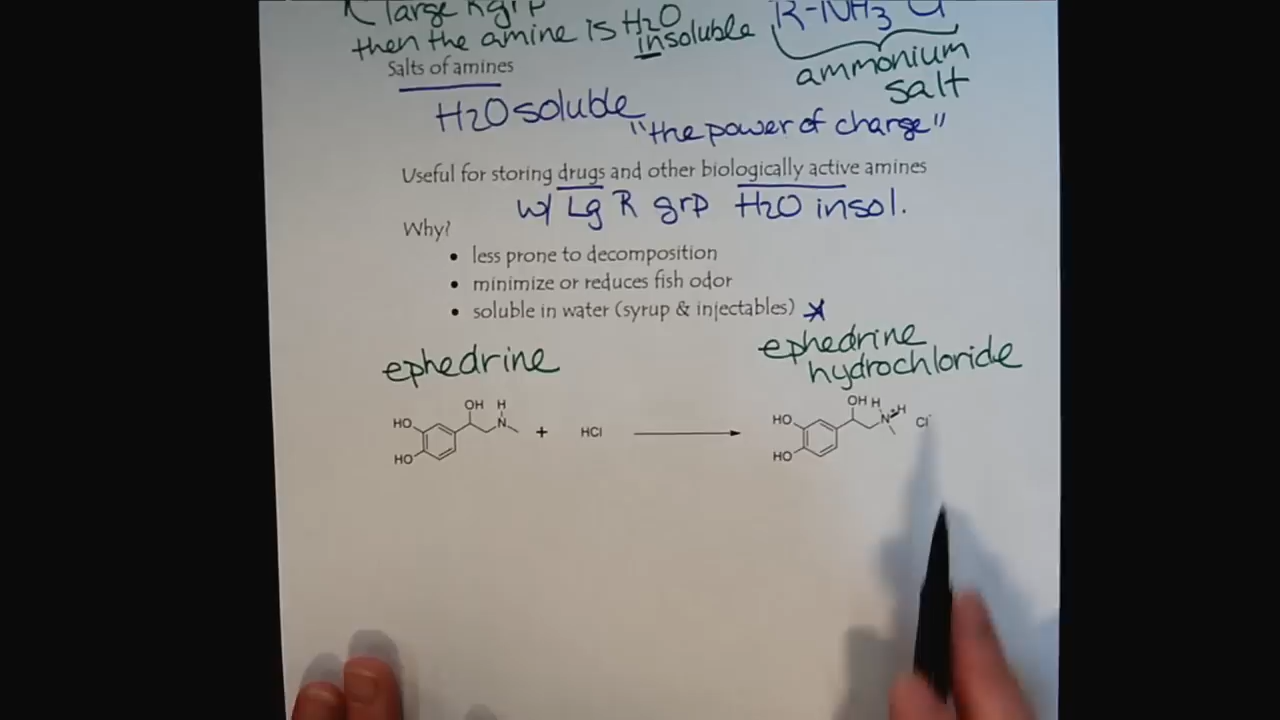 large R grp
then the amine is H2O insoluble
R-NH3 Cl
ammonium
salt
Salts of amines
H2O soluble
"the power of charge"
Useful for storing drugs and other biologically active amines
w/ Lg R grp H2O insol.
Why?
• less prone to decomposition
• minimize or reduces fish odor
• soluble in water (syrup & injectables) *
ephedrine
ephedrine
hydrochloride
OH H
HO N
HO
+ HCl
OH H
HO N+ H Cl-
HO